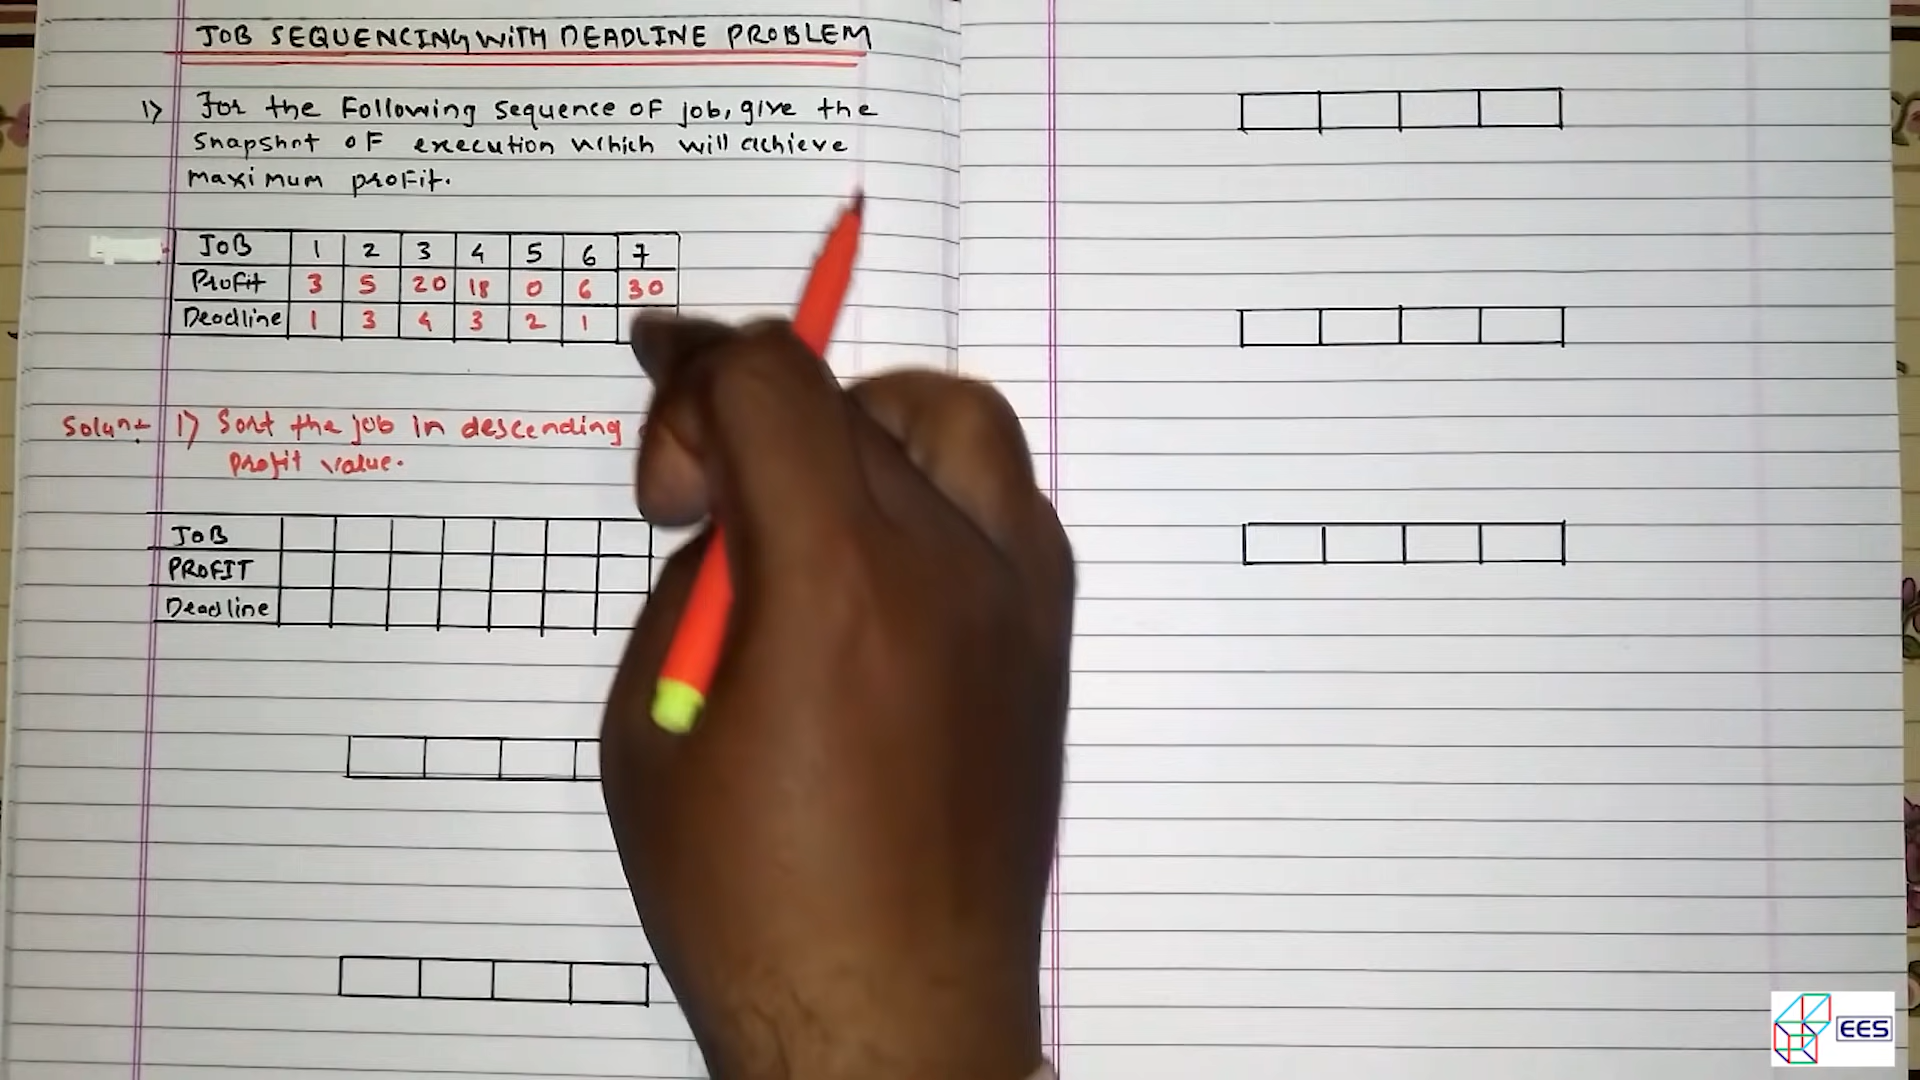 JOB SEQUENCING WITH DEADLINE PROBLEM
1) For the Following sequence of job, give the
snapshot of execution which will achieve
maximum profit.
JOB 1 2 3 4 5 6 7
Profit 3 5 20 18 0 6 30
Deadline 1 3 4 3 2 1
Soln:- 1) Sort the job in descending
profit value.
JOB
PROFIT
Deadline
EES